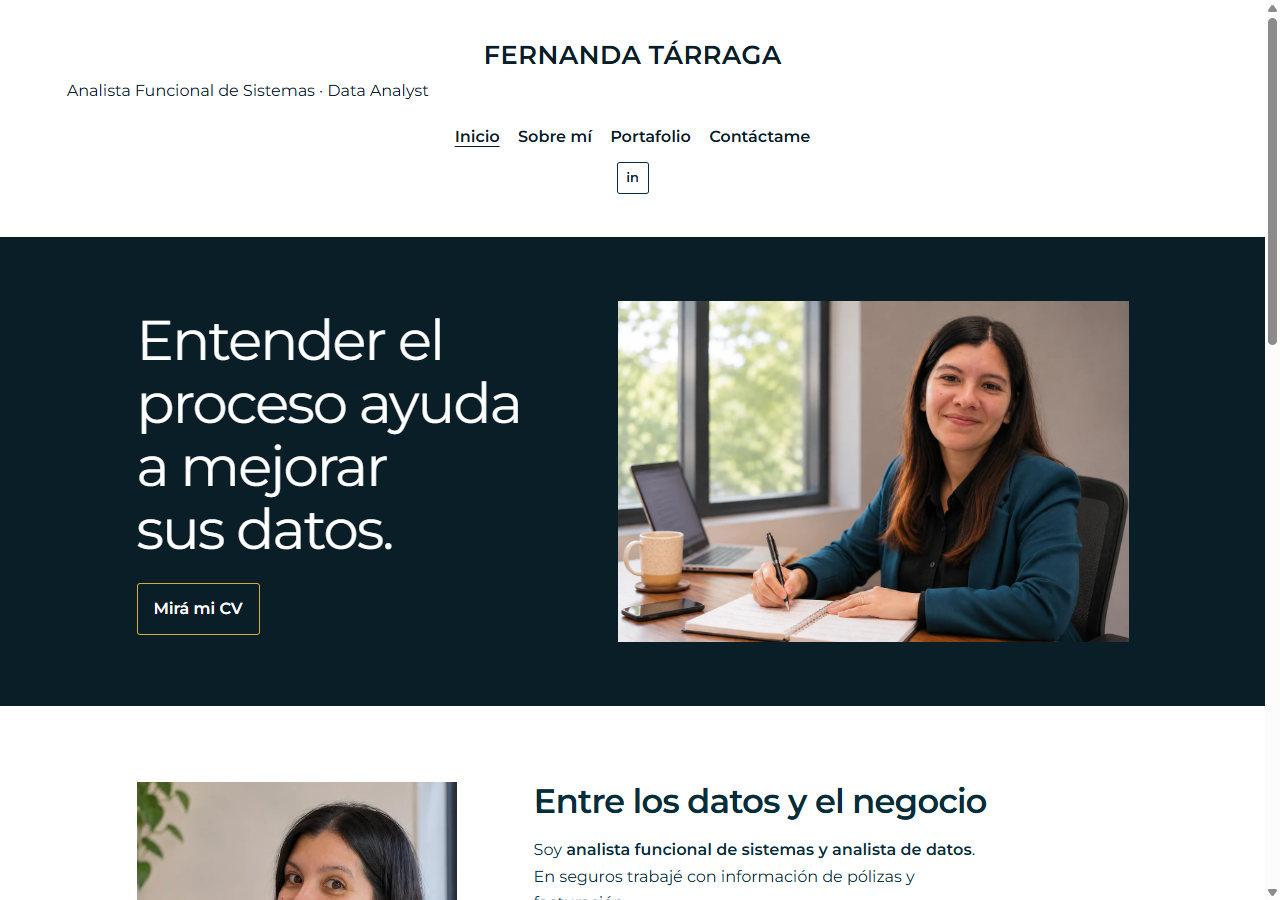 FERNANDA TÁRRAGA
Analista Funcional de Sistemas · Data Analyst
Inicio Sobre mí Portafolio Contáctame
in
Entender el
proceso ayuda
a mejorar
sus datos.
Mirá mi CV
Entre los datos y el negocio
Soy analista funcional de sistemas y analista de datos.
En seguros trabajé con información de pólizas y